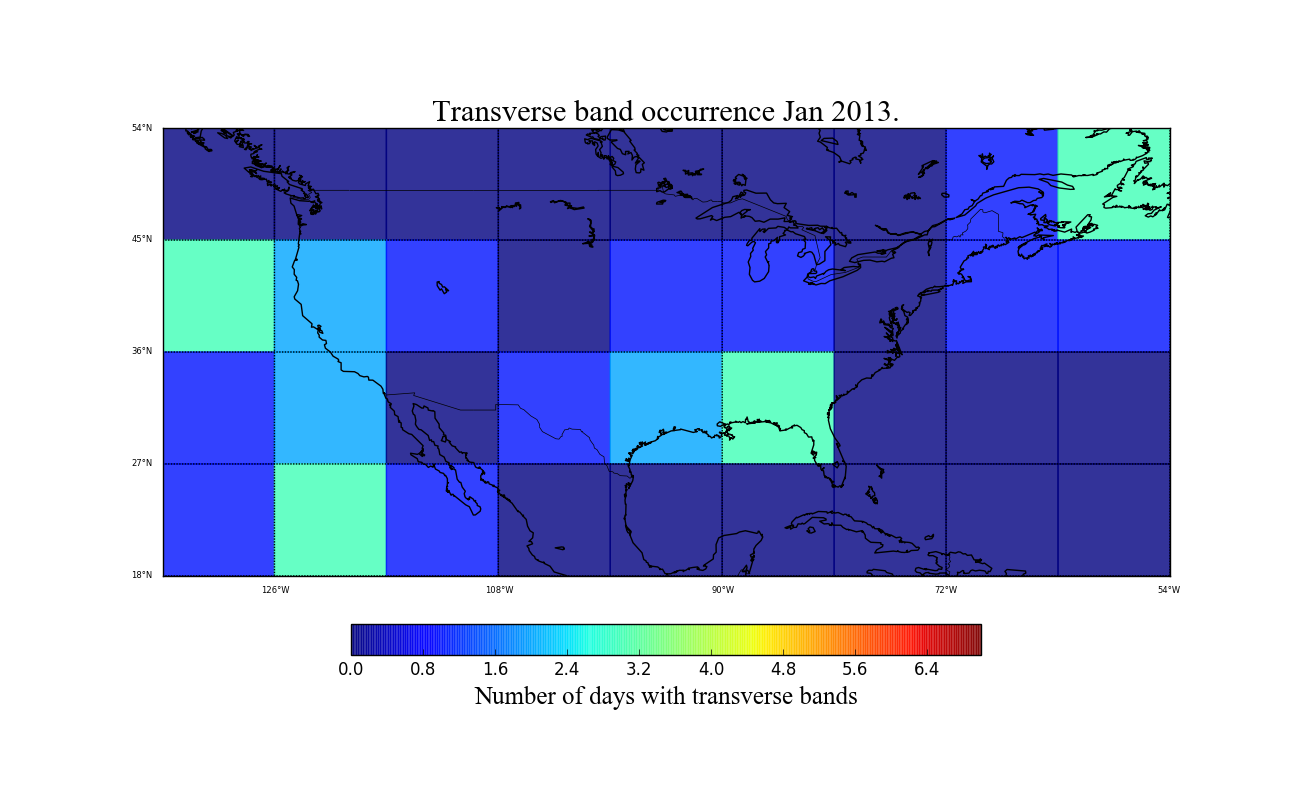 Transverse band occurrence Jan 2013.
54°N
45°N
36°N
27°N
18°N
126°W 108°W 90°W 72°W 54°W
0.0 0.8 1.6 2.4 3.2 4.0 4.8 5.6 6.4
Number of days with transverse bands